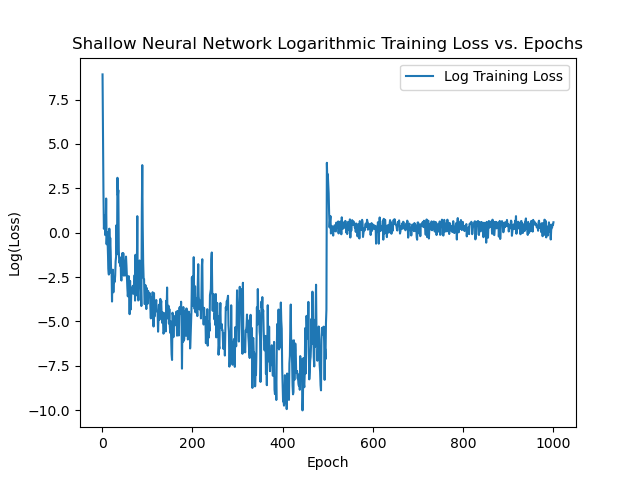 Shallow Neural Network Logarithmic Training Loss vs. Epochs
Log Training Loss
7.5
5.0
2.5
0.0
−2.5
−5.0
−7.5
−10.0
Log(Loss)
0 200 400 600 800 1000
Epoch